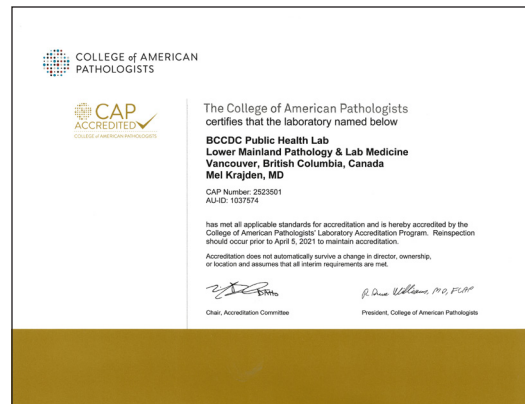 COLLEGE of AMERICAN
PATHOLOGISTS
CAP
ACCREDITED
COLLEGE of AMERICAN PATHOLOGISTS
The College of American Pathologists
certifies that the laboratory named below
BCCDC Public Health Lab
Lower Mainland Pathology & Lab Medicine
Vancouver, British Columbia, Canada
Mel Krajden, MD
CAP Number: 2523501
AU-ID: 1037574
has met all applicable standards for accreditation and is hereby accredited by the
College of American Pathologists' Laboratory Accreditation Program. Reinspection
should occur prior to April 5, 2021 to maintain accreditation.
Accreditation does not automatically survive a change in director, ownership,
or location and assumes that all interim requirements are met.
Williams, MD, FCAP
Chair, Accreditation Committee
President, College of American Pathologists